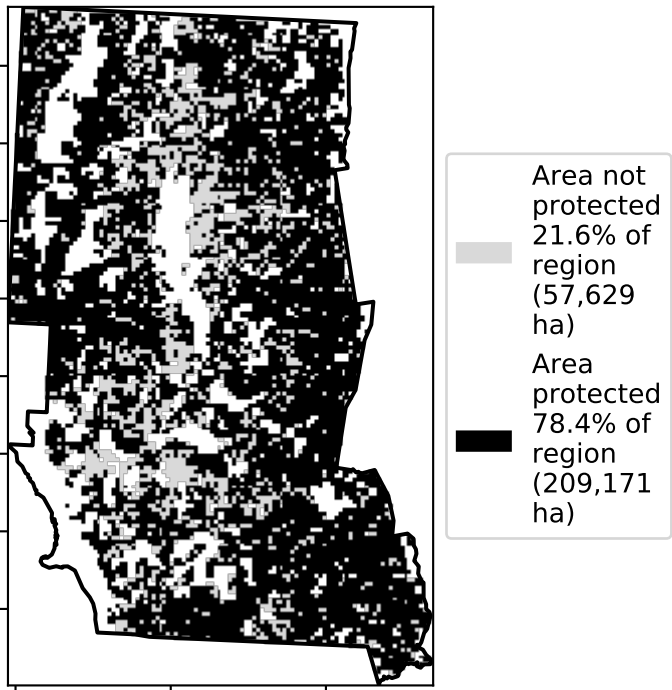 Area not
protected
21.6% of
region
(57,629
ha)
Area
protected
78.4% of
region
(209,171
ha)